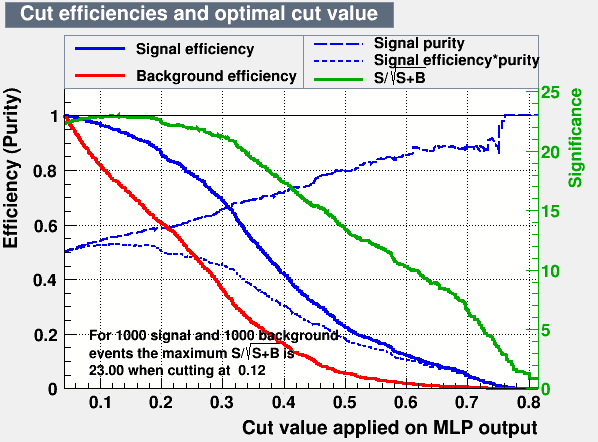 Cut efficiencies and optimal cut value
Signal efficiency
Background efficiency
Signal purity
Signal efficiency*purity
S/√S+B
Efficiency (Purity)
1
0.8
0.6
0.4
0.2
0
25
20
15
10
5
0
Significance
For 1000 signal and 1000 background
events the maximum S/√S+B is
23.00 when cutting at 0.12
0.1 0.2 0.3 0.4 0.5 0.6 0.7 0.8
Cut value applied on MLP output